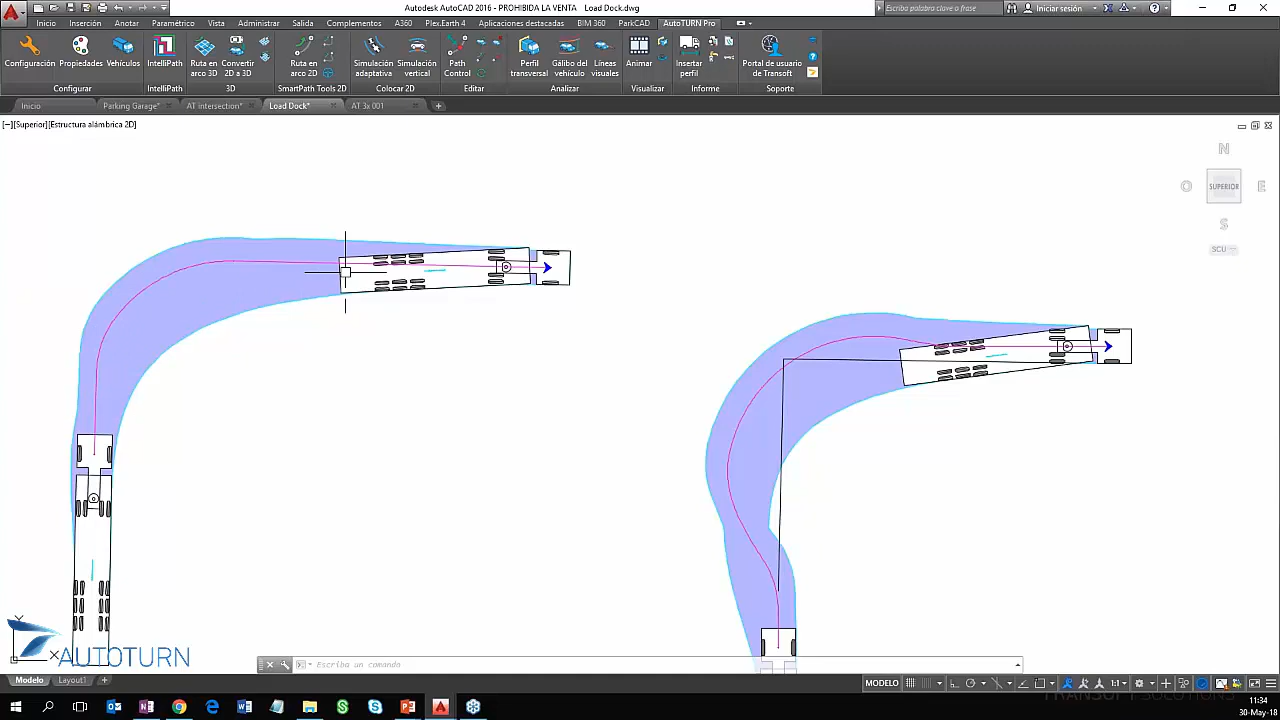 Autodesk AutoCAD 2016 - PROHIBIDA LA VENTA    Load Dock.dwg
Escriba palabra clave o frase
Iniciar sesión
Inicio Inserción Anotar Paramétrico Vista Administrar Salida Complementos A360 Plex.Earth 4 Aplicaciones destacadas BIM 360 ParkCAD AutoTURN Pro
Configuración Propiedades Vehículos IntelliPath Ruta en arco 3D Convertir 2D a 3D Ruta en arco 2D Simulación adaptativa Simulación vertical Path Control Perfil transversal Gálibo del vehículo Líneas visuales Animar Insertar perfil Portal de usuario de Transoft
Configurar IntelliPath 3D SmartPath Tools 2D Colocar 2D Editar Analizar Visualizar Informe Soporte
Inicio Parking Garage* AT intersection* Load Dock* AT 3x 001
[−][Superior][Estructura alámbrica 2D]
N
O SUPERIOR E
S
SCU
Y
X
AUTOTURN
Escriba un comando
Modelo Layout1 +
MODELO 1:1
TRANSOFT SOLUTIONS
11:34
30-May-18